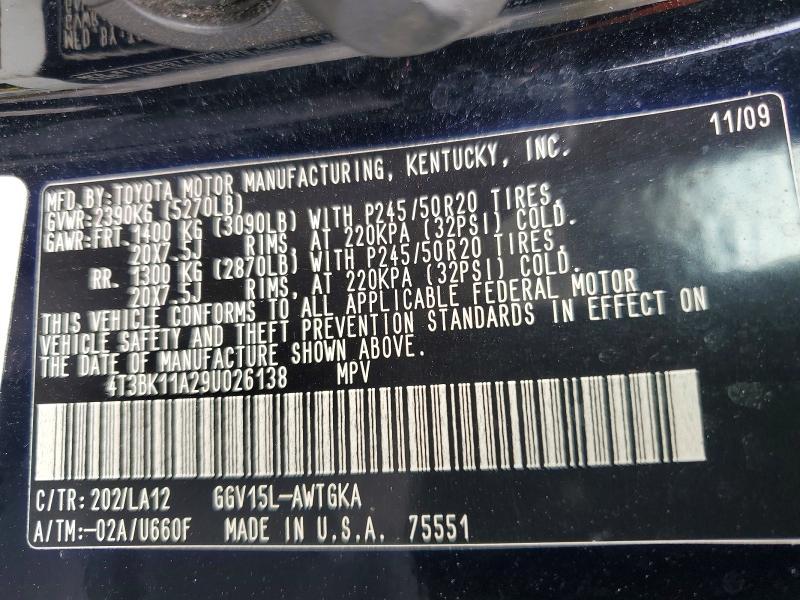 11/09
MFD.BY:TOYOTA MOTOR MANUFACTURING, KENTUCKY, INC.
GVWR:2390KG (5270LB)
GAWR:FRT.1400 KG (3090LB) WITH P245/50R20 TIRES,
20X7.5J RIMS, AT 220KPA (32PSI) COLD.
RR. 1300 KG (2870LB) WITH P245/50R20 TIRES,
20X7.5J RIMS, AT 220KPA (32PSI) COLD.
THIS VEHICLE CONFORMS TO ALL APPLICABLE FEDERAL MOTOR
VEHICLE SAFETY AND THEFT PREVENTION STANDARDS IN EFFECT ON
THE DATE OF MANUFACTURE SHOWN ABOVE.
4T3BK11A29U026138 MPV
C/TR:202/LA12 GGV15L-AWTGKA
A/TM:-02A/U660F MADE IN U.S.A. 75551